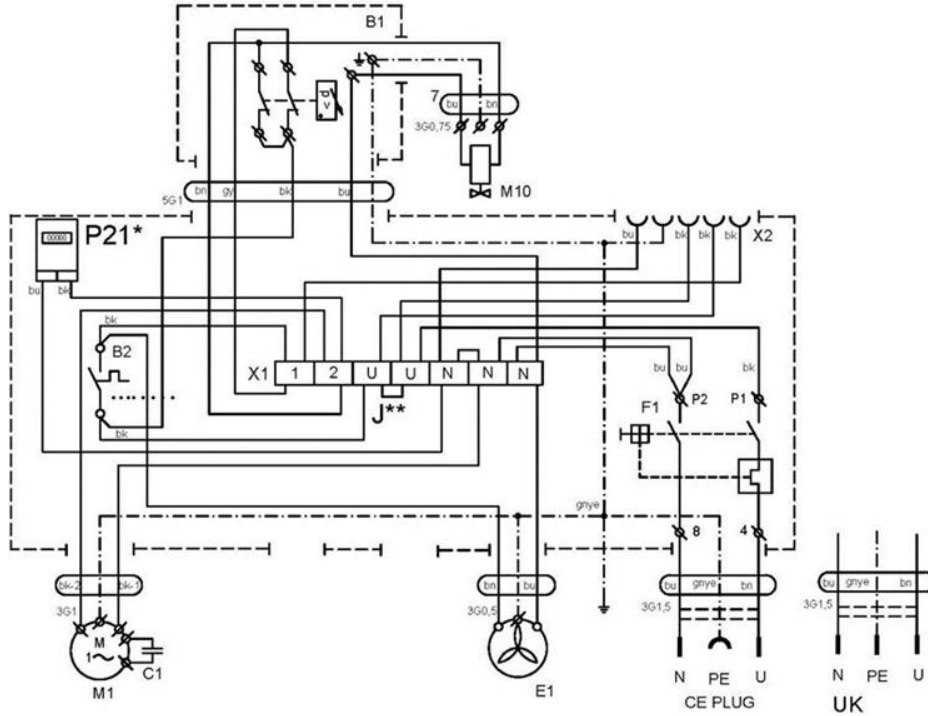 B1
p
v
7
bu
bn
3G0,75
M10
bn
gy
bk
bu
5G1
00000
P21*
bu
bk
bu
bk
bk
bk
X2
bk
B2
X1
1
2
U
U
N
N
N
J**
bk
bu
bu
bk
P2
P1
F1
gnye
8
4
bk-2
bk-1
3G1
M
1
C1
M1
bn
bu
3G0,5
E1
bu
gnye
bn
3G1,5
N
PE
U
CE PLUG
bu
gnye
bn
3G1,5
N
PE
U
UK